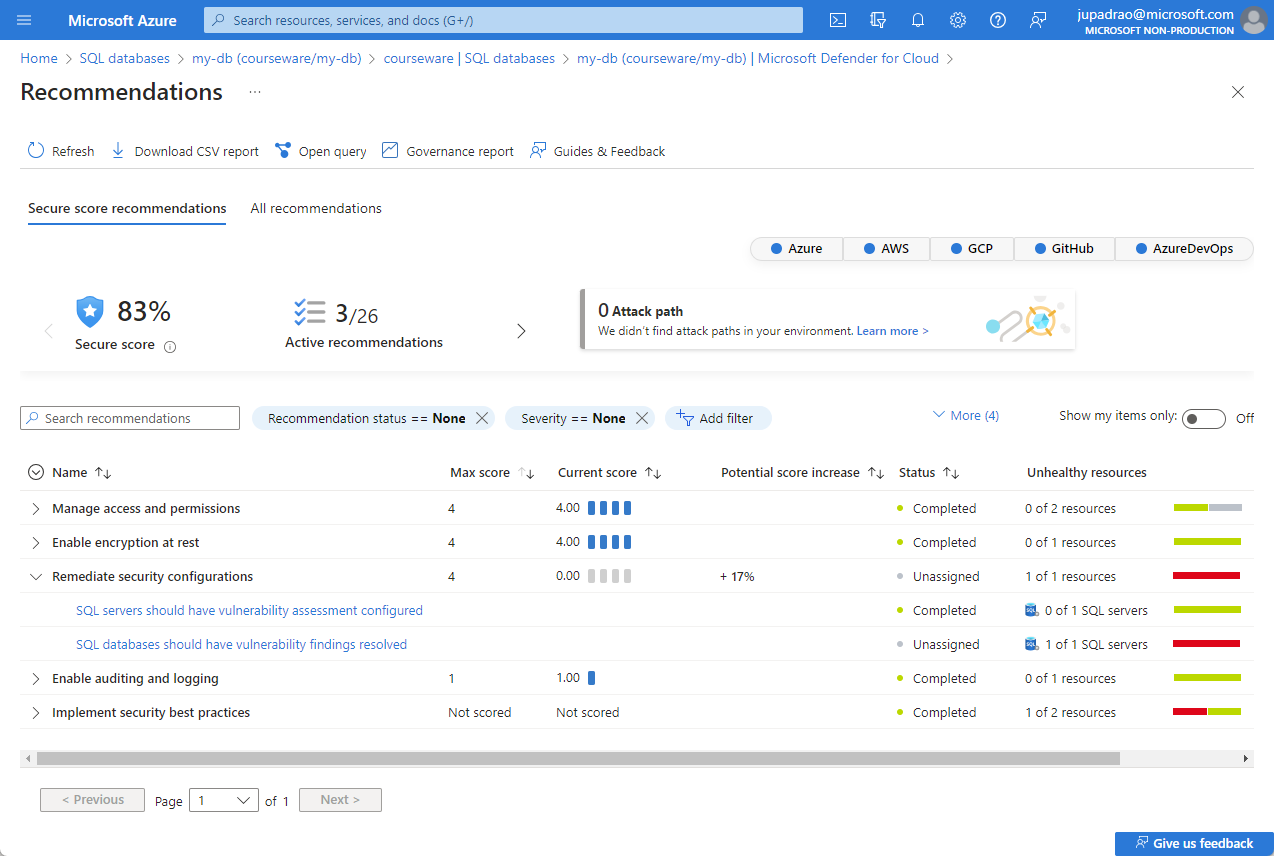 Microsoft Azure
Search resources, services, and docs (G+/)
jupadrao@microsoft.com
MICROSOFT NON-PRODUCTION
Home > SQL databases > my-db (courseware/my-db) > courseware | SQL databases > my-db (courseware/my-db) | Microsoft Defender for Cloud >
Recommendations ...
Refresh Download CSV report Open query Governance report Guides & Feedback
Secure score recommendations All recommendations
Azure AWS GCP GitHub AzureDevOps
83%
Secure score
3/26
Active recommendations
0 Attack path
We didn't find attack paths in your environment. Learn more >
Search recommendations Recommendation status == None Severity == None Add filter More (4) Show my items only: Off
Name Max score Current score Potential score increase Status Unhealthy resources
Manage access and permissions 4 4.00 Completed 0 of 2 resources
Enable encryption at rest 4 4.00 Completed 0 of 1 resources
Remediate security configurations 4 0.00 + 17% Unassigned 1 of 1 resources
SQL servers should have vulnerability assessment configured Completed SQL 0 of 1 SQL servers
SQL databases should have vulnerability findings resolved Unassigned SQL 1 of 1 SQL servers
Enable auditing and logging 1 1.00 Completed 0 of 1 resources
Implement security best practices Not scored Not scored Completed 1 of 2 resources
< Previous Page 1 of 1 Next >
Give us feedback